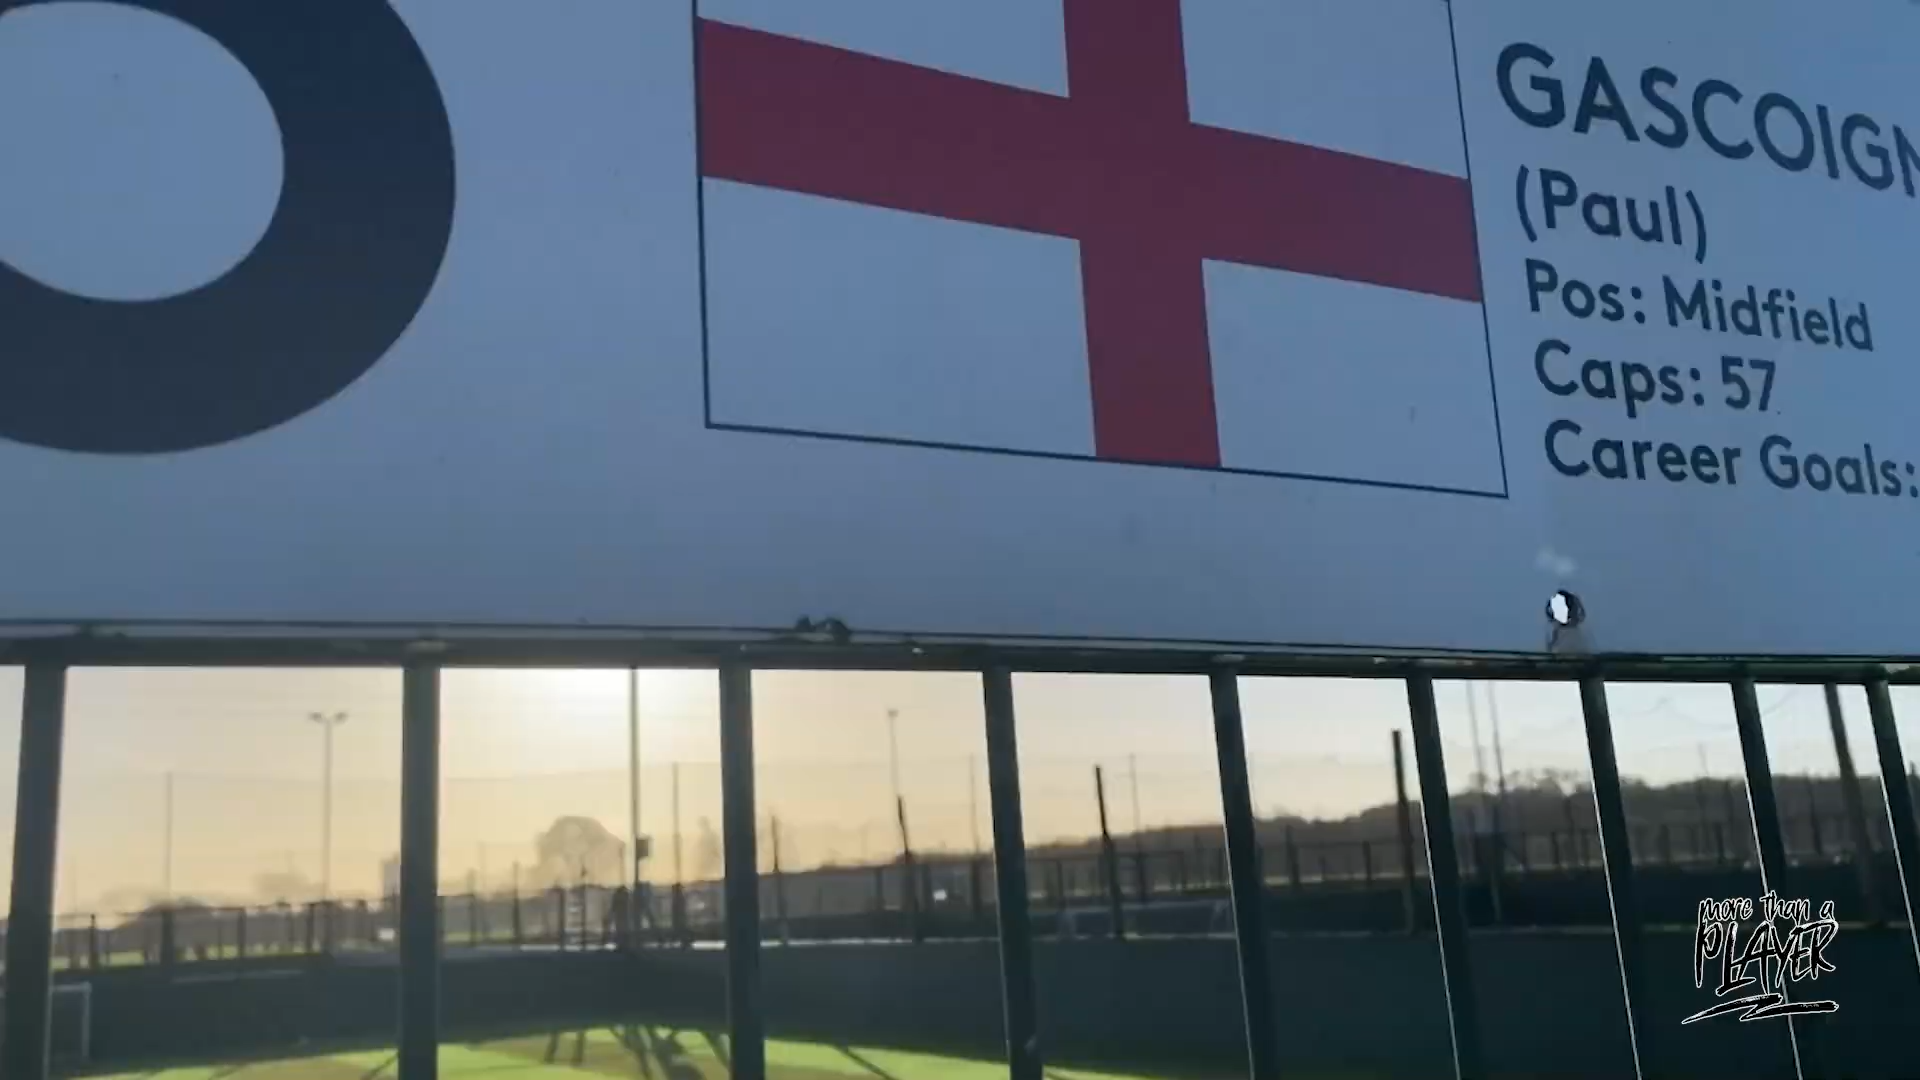 GASCOIGN
(Paul)
Pos: Midfield
Caps: 57
Career Goals:
more than a
PLAYER